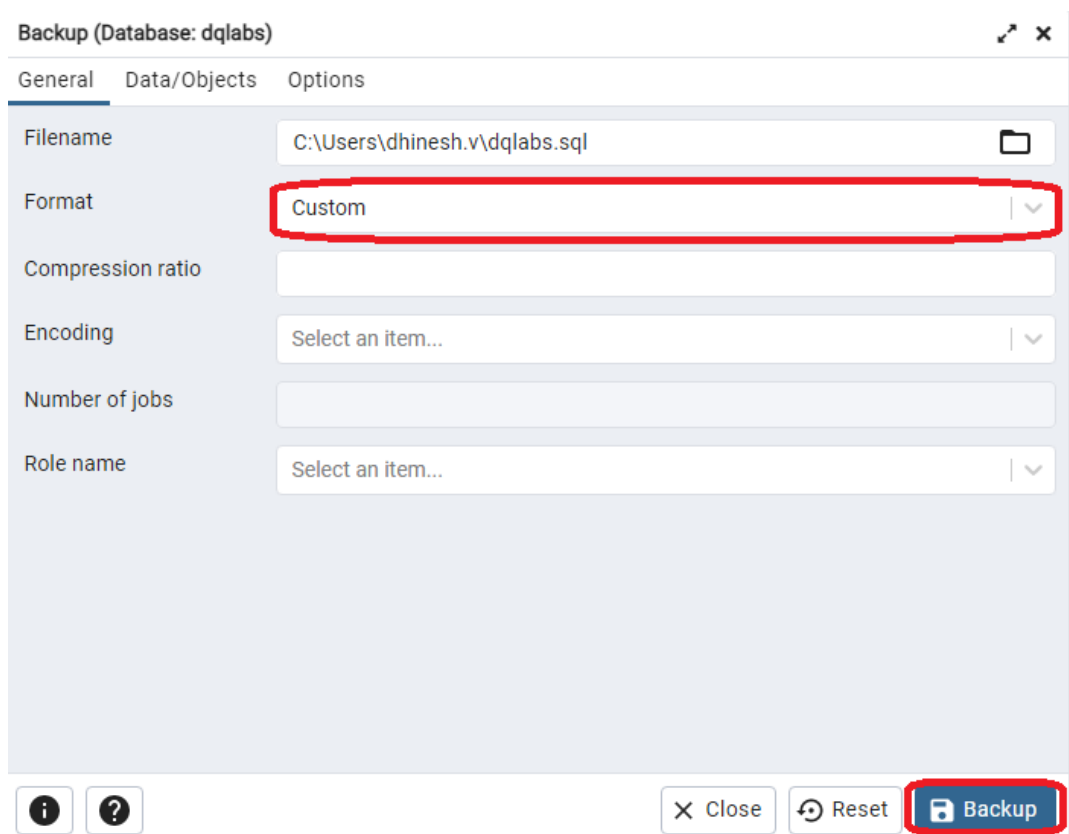 Backup (Database: dqlabs)
General Data/Objects Options
Filename C:\Users\dhinesh.v\dqlabs.sql
Format Custom
Compression ratio
Encoding Select an item...
Number of jobs
Role name Select an item...
Close Reset Backup